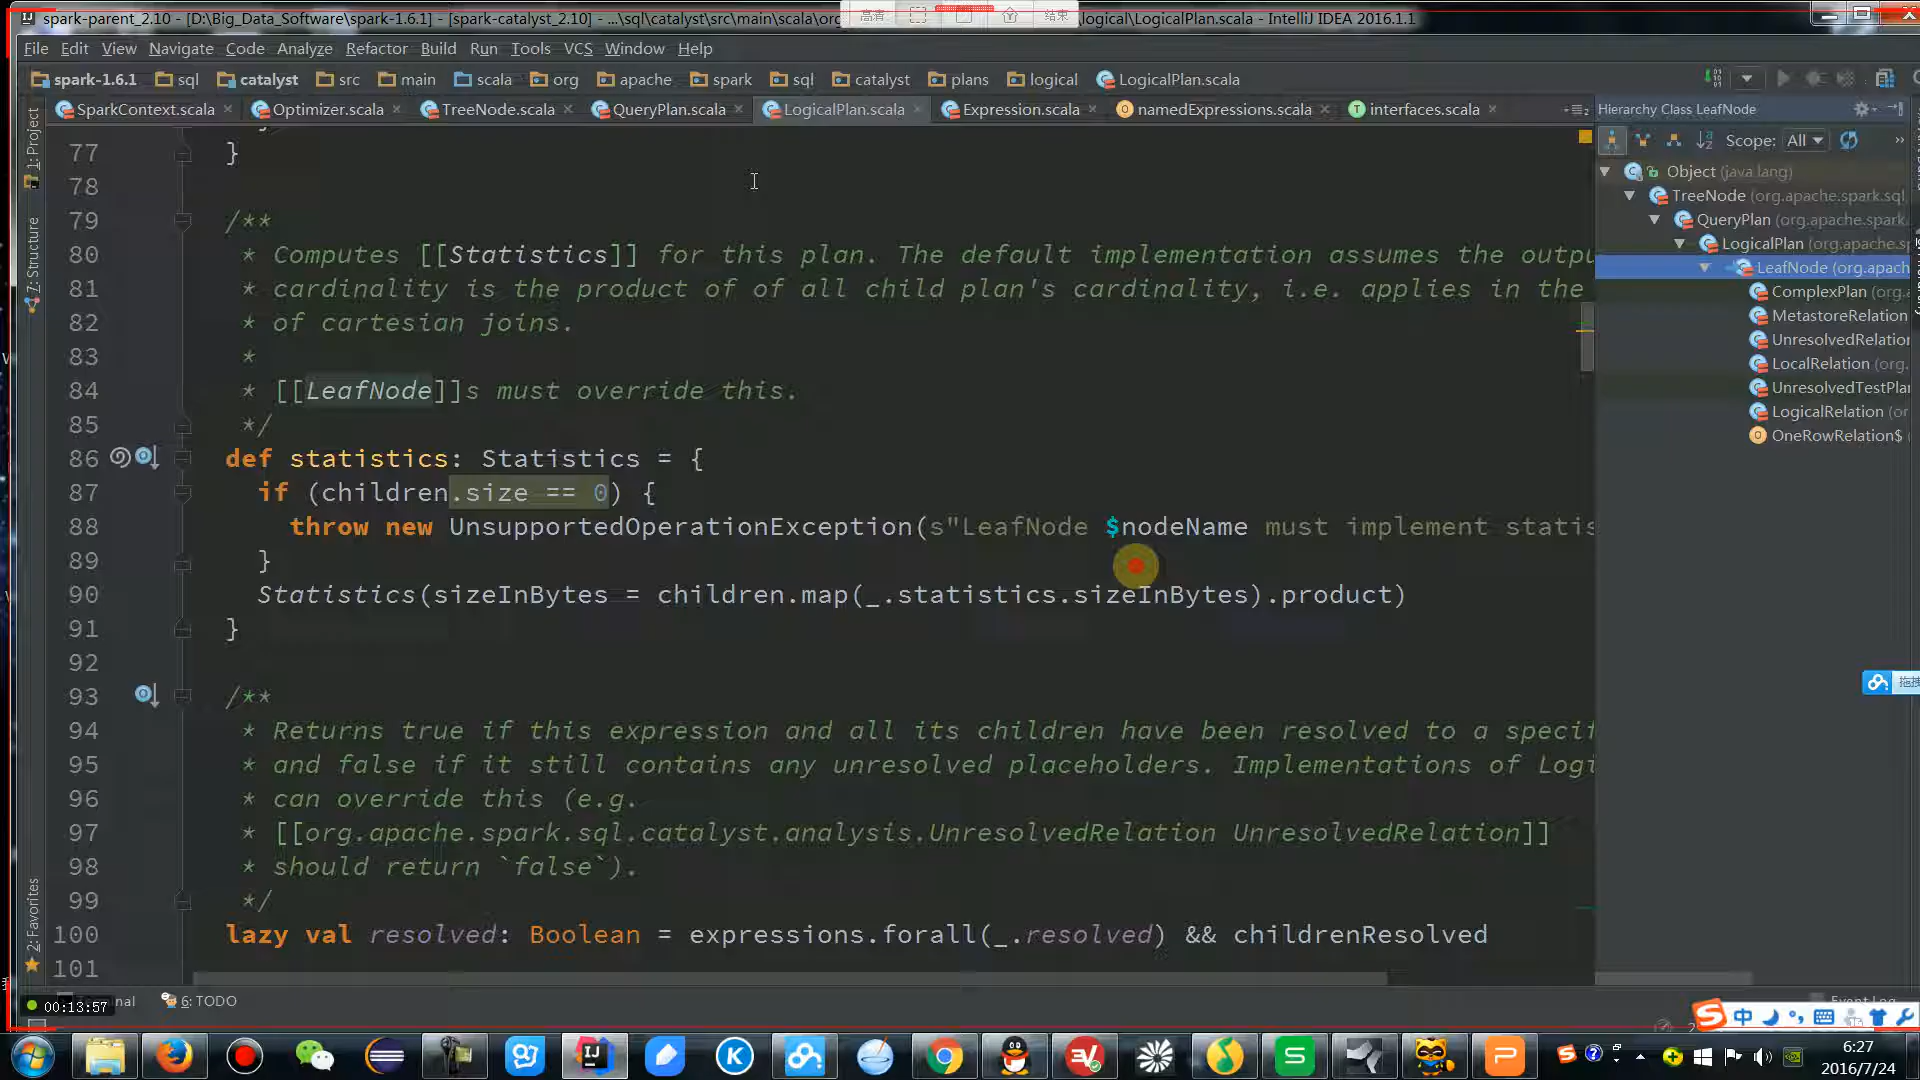 spark-parent_2.10 - [D:\Big_Data_Software\spark-1.6.1] - [spark-catalyst_2.10] - ...\sql\catalyst\src\main\scala\org
高清
结束
logical\LogicalPlan.scala - IntelliJ IDEA 2016.1.1
File Edit View Navigate Code Analyze Refactor Build Run Tools VCS Window Help
spark-1.6.1 sql catalyst src main scala org apache spark sql catalyst plans logical LogicalPlan.scala
SparkContext.scala Optimizer.scala TreeNode.scala QueryPlan.scala LogicalPlan.scala Expression.scala namedExpressions.scala interfaces.scala
Hierarchy Class LeafNode
Scope: All
1: Project
7: Structure
2: Favorites
Object (java.lang)
TreeNode (org.apache.spark.sql
QueryPlan (org.apache.spark.
LogicalPlan (org.apache.s
LeafNode (org.apach
ComplexPlan (org.
MetastoreRelation
UnresolvedRelation
LocalRelation (org.
UnresolvedTestPlan
LogicalRelation (or
OneRowRelation$
77 }
78
79 /**
80 * Computes [[Statistics]] for this plan. The default implementation assumes the outpu
81 * cardinality is the product of of all child plan's cardinality, i.e. applies in the
82 * of cartesian joins.
83 *
84 * [[LeafNode]]s must override this.
85 */
86 def statistics: Statistics = {
87 if (children.size == 0) {
88 throw new UnsupportedOperationException(s"LeafNode $nodeName must implement statis
89 }
90 Statistics(sizeInBytes = children.map(_.statistics.sizeInBytes).product)
91 }
92
93 /**
94 * Returns true if this expression and all its children have been resolved to a specif
95 * and false if it still contains any unresolved placeholders. Implementations of Logi
96 * can override this (e.g.
97 * [[org.apache.spark.sql.catalyst.analysis.UnresolvedRelation UnresolvedRelation]]
98 * should return `false`).
99 */
100 lazy val resolved: Boolean = expressions.forall(_.resolved) && childrenResolved
101
00:13:57
6: TODO
Event Log
中
6:27
2016/7/24